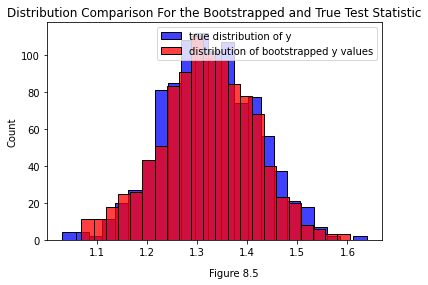 Distribution Comparison For the Bootstrapped and True Test Statistic
true distribution of y
distribution of bootstrapped y values
Count
100
80
60
40
20
0
1.1 1.2 1.3 1.4 1.5 1.6
Figure 8.5